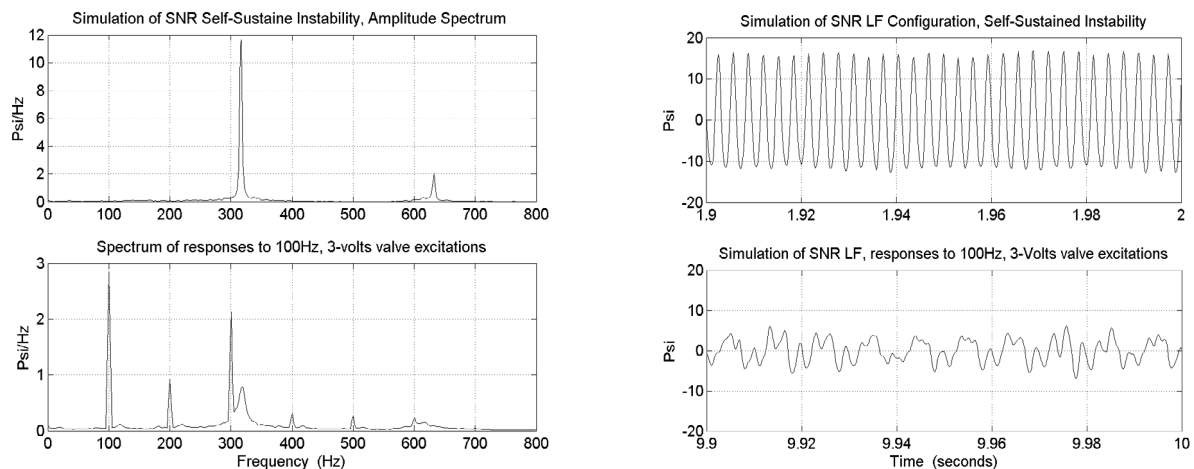 Simulation of SNR Self-Sustaine Instability, Amplitude Spectrum
12
10
8
6
4
2
0
Psi/Hz
0 100 200 300 400 500 600 700 800
Spectrum of responses to 100Hz, 3-volts valve excitations
3
2
1
0
Psi/Hz
0 100 200 300 400 500 600 700 800
Frequency (Hz)
Simulation of SNR LF Configuration, Self-Sustained Instability
20
10
0
-10
-20
Psi
1.9 1.92 1.94 1.96 1.98 2
Simulation of SNR LF, responses to 100Hz, 3-Volts valve excitations
20
10
0
-10
-20
Psi
9.9 9.92 9.94 9.96 9.98 10
Time (seconds)